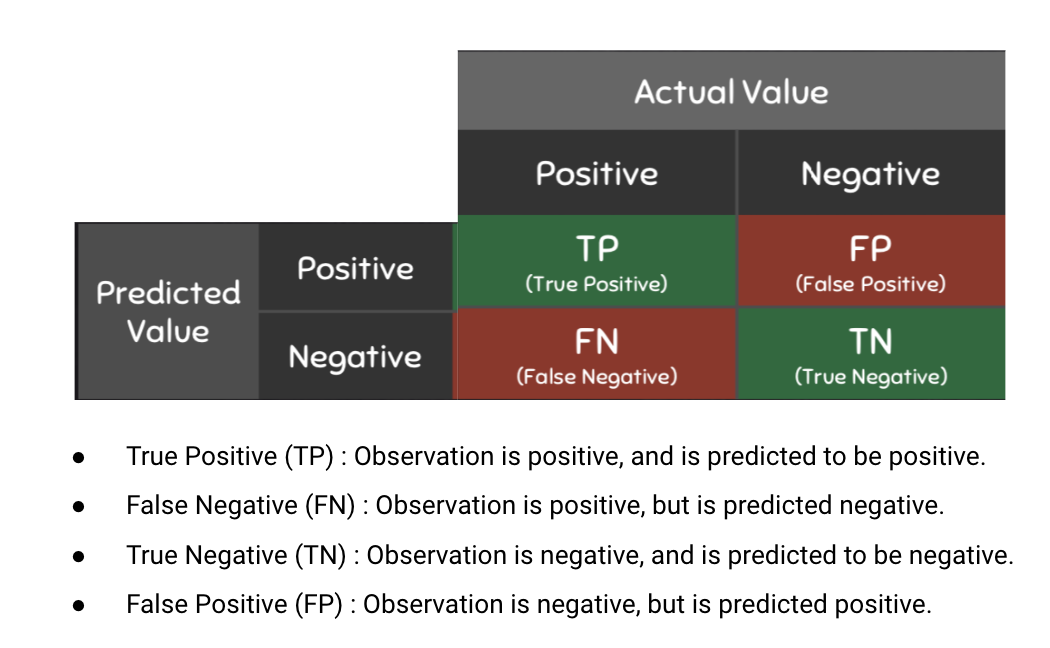 Actual Value
Positive Negative
Predicted
Value
Positive
TP
(True Positive)
FP
(False Positive)
Negative
FN
(False Negative)
TN
(True Negative)
● True Positive (TP) : Observation is positive, and is predicted to be positive.
● False Negative (FN) : Observation is positive, but is predicted negative.
● True Negative (TN) : Observation is negative, and is predicted to be negative.
● False Positive (FP) : Observation is negative, but is predicted positive.